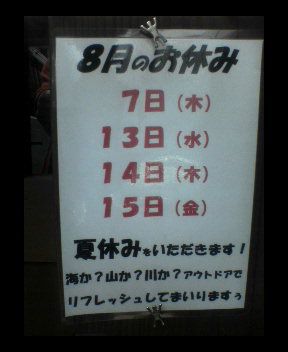 8月のお休み
7日（木）
13日（水）
14日（木）
15日（金）
夏休みをいただきます！
海か？山か？川か？アウトドアで
リフレッシュしてまいりますぅ